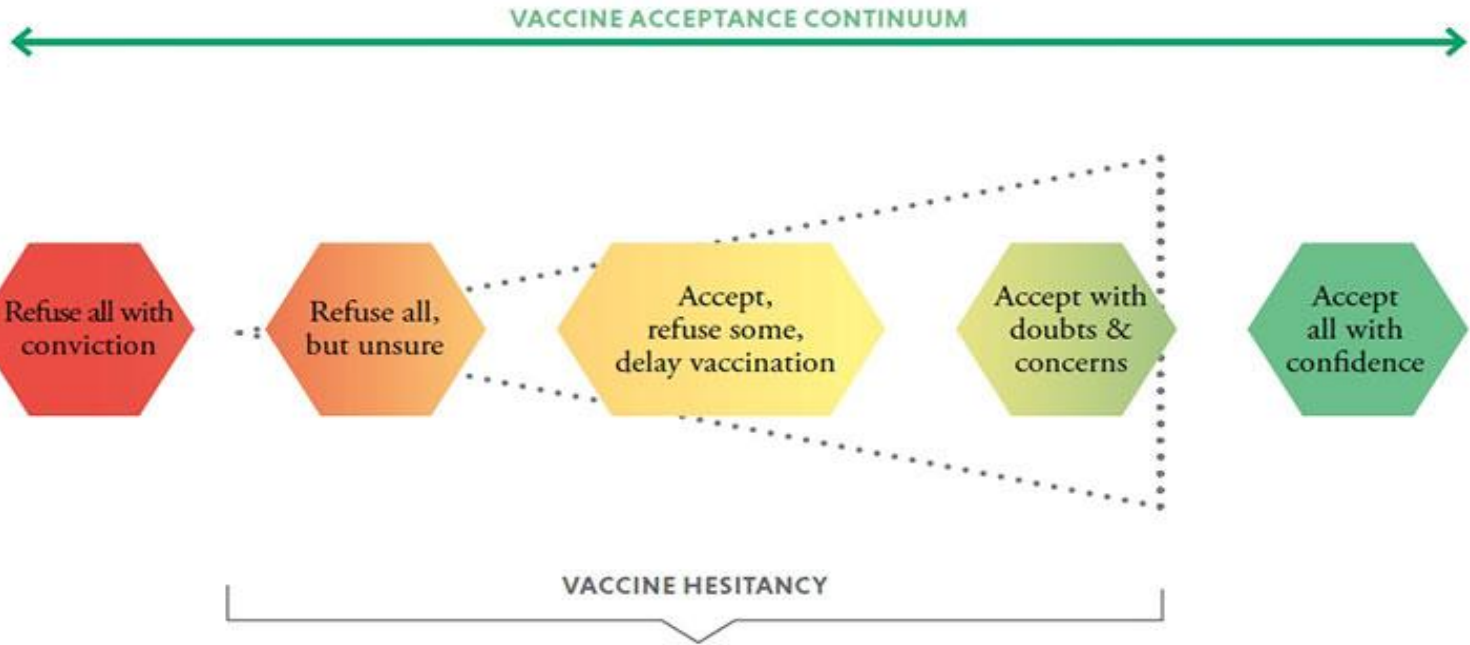 VACCINE ACCEPTANCE CONTINUUM
Refuse all with
conviction
Refuse all,
but unsure
Accept,
refuse some,
delay vaccination
Accept with
doubts &
concerns
Accept
all with
confidence
VACCINE HESITANCY